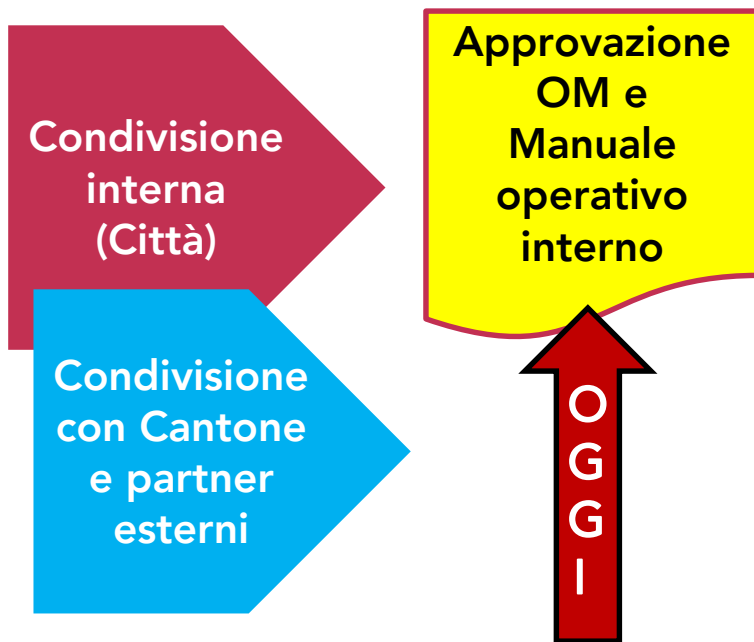 Condivisione
interna
(Città)
Condivisione
con Cantone
e partner
esterni
Approvazione
OM e
Manuale
operativo
interno
O
G
G
I